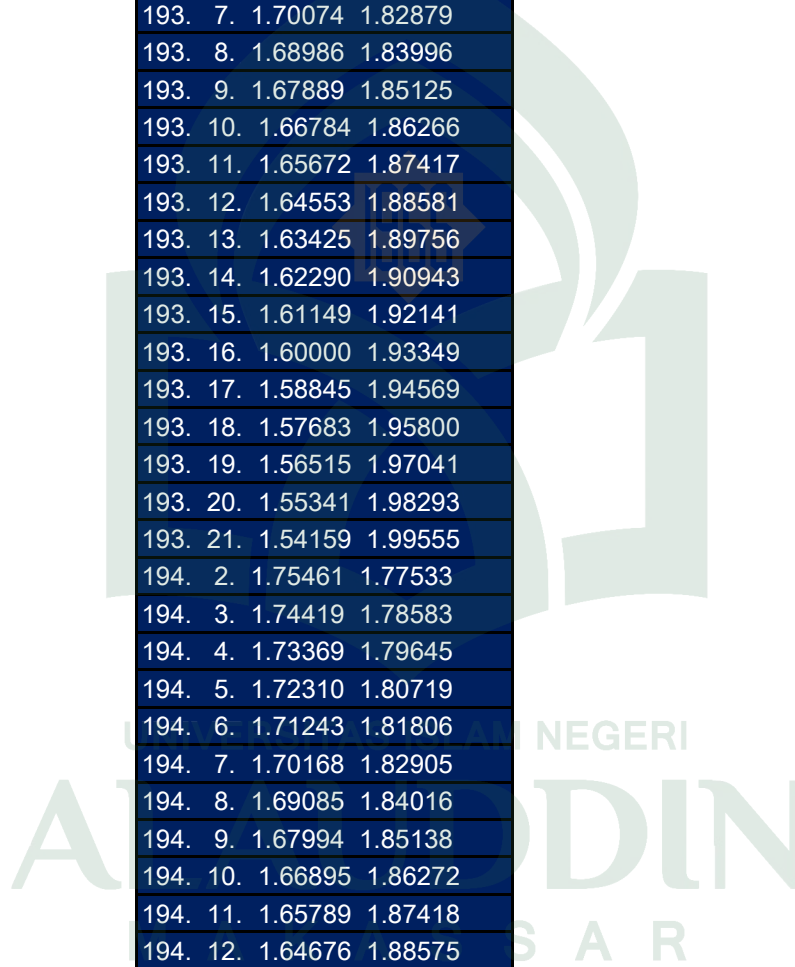 193. 7. 1.70074 1.82879
193. 8. 1.68986 1.83996
193. 9. 1.67889 1.85125
193. 10. 1.66784 1.86266
193. 11. 1.65672 1.87417
193. 12. 1.64553 1.88581
193. 13. 1.63425 1.89756
193. 14. 1.62290 1.90943
193. 15. 1.61149 1.92141
193. 16. 1.60000 1.93349
193. 17. 1.58845 1.94569
193. 18. 1.57683 1.95800
193. 19. 1.56515 1.97041
193. 20. 1.55341 1.98293
193. 21. 1.54159 1.99555
194. 2. 1.75461 1.77533
194. 3. 1.74419 1.78583
194. 4. 1.73369 1.79645
194. 5. 1.72310 1.80719
194. 6. 1.71243 1.81806
194. 7. 1.70168 1.82905
194. 8. 1.69085 1.84016
194. 9. 1.67994 1.85138
194. 10. 1.66895 1.86272
194. 11. 1.65789 1.87418
194. 12. 1.64676 1.88575
UNIVERSITAS ISLAM NEGERI
ALAUDDIN
MAKASSAR